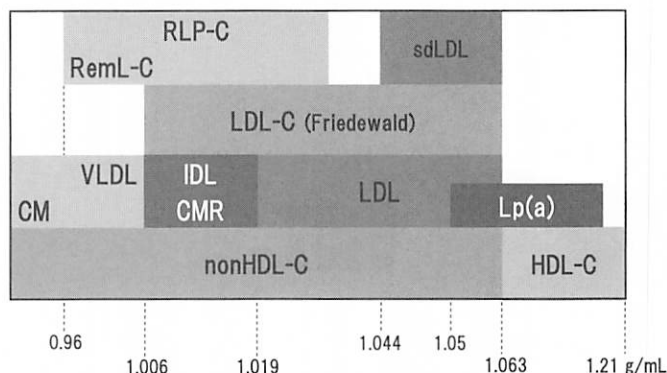 RLP-C
RemL-C
sdLDL
LDL-C (Friedewald)
VLDL
IDL
CM
CMR
LDL
Lp(a)
nonHDL-C
HDL-C
0.96
1.006
1.019
1.044
1.05
1.063
1.21 g/mL